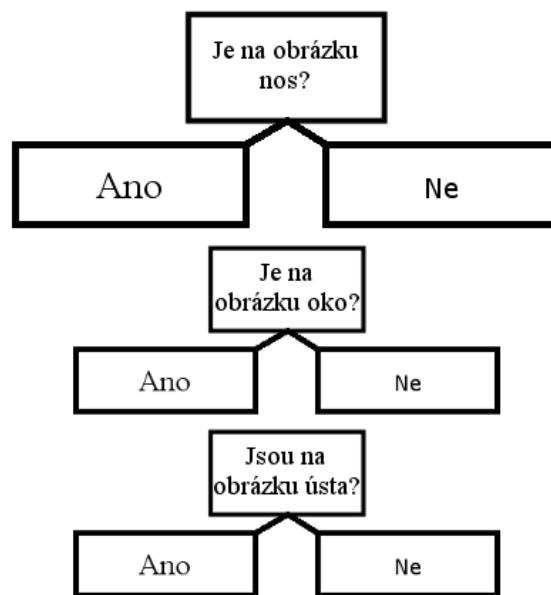 Je na obrázku
nos?
Ano
Ne
Je na
obrázku oko?
Ano
Ne
Jsou na
obrázku ústa?
Ano
Ne